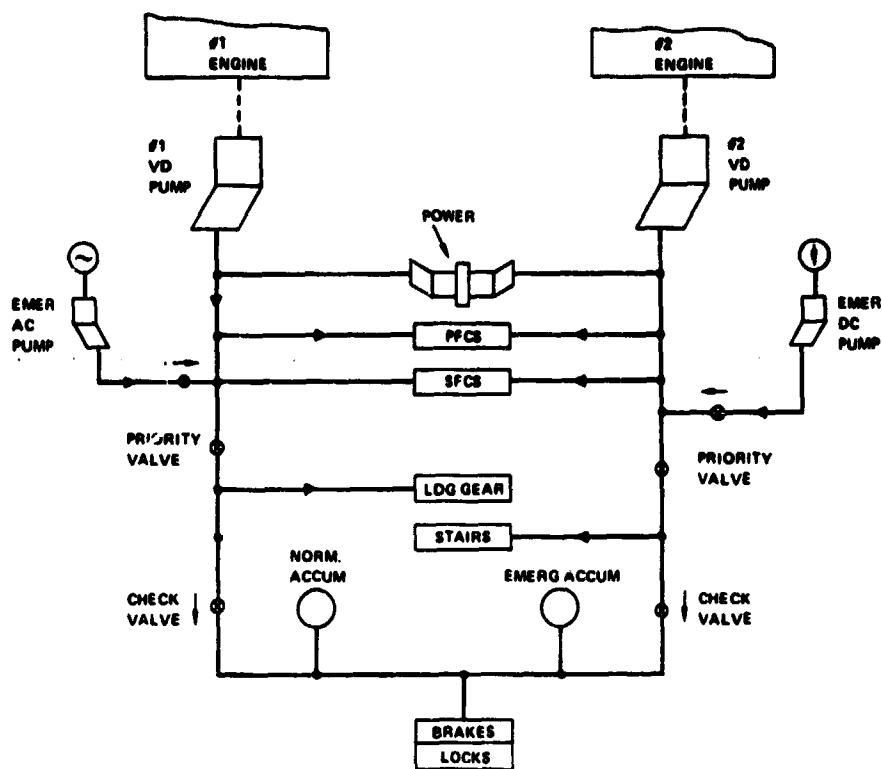 #1
ENGINE
#2
ENGINE
#1
VD
PUMP
#2
VD
PUMP
POWER
EMER
AC
PUMP
EMER
DC
PUMP
PFCS
SFCS
PRIORITY
VALVE
PRIORITY
VALVE
LDG GEAR
STAIRS
NORM.
ACCUM
EMERG ACCUM
CHECK
VALVE
CHECK
VALVE
BRAKES
LOCKS